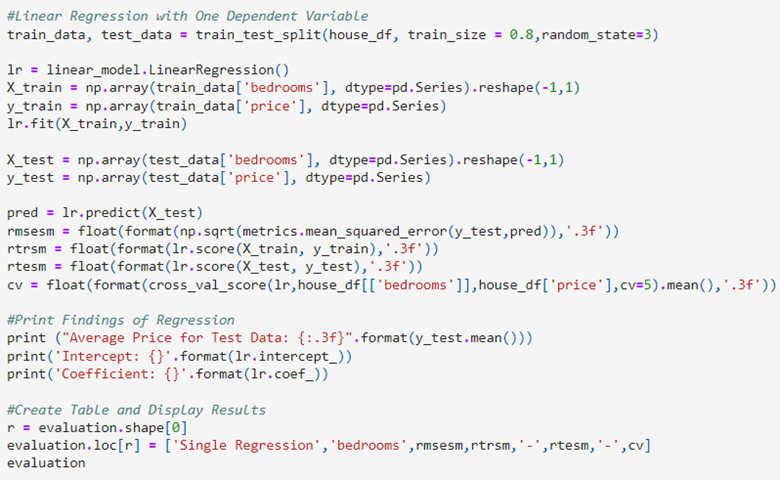 #Linear Regression with One Dependent Variable
train_data, test_data = train_test_split(house_df, train_size = 0.8,random_state=3)
lr = linear_model.LinearRegression()
X_train = np.array(train_data['bedrooms'], dtype=pd.Series).reshape(-1,1)
y_train = np.array(train_data['price'], dtype=pd.Series)
lr.fit(X_train,y_train)
X_test = np.array(test_data['bedrooms'], dtype=pd.Series).reshape(-1,1)
y_test = np.array(test_data['price'], dtype=pd.Series)
pred = lr.predict(X_test)
rmsesm = float(format(np.sqrt(metrics.mean_squared_error(y_test,pred)),'.3f'))
rtrsm = float(format(lr.score(X_train, y_train),'.3f'))
rtesm = float(format(lr.score(X_test, y_test),'.3f'))
cv = float(format(cross_val_score(lr,house_df[['bedrooms']],house_df['price'],cv=5).mean(),'.3f'))
#Print Findings of Regression
print ("Average Price for Test Data: {:.3f}".format(y_test.mean()))
print('Intercept: {}'.format(lr.intercept_))
print('Coefficient: {}'.format(lr.coef_))
#Create Table and Display Results
r = evaluation.shape[0]
evaluation.loc[r] = ['Single Regression','bedrooms',rmsesm,rtrsm,'-',rtesm,'-',cv]
evaluation